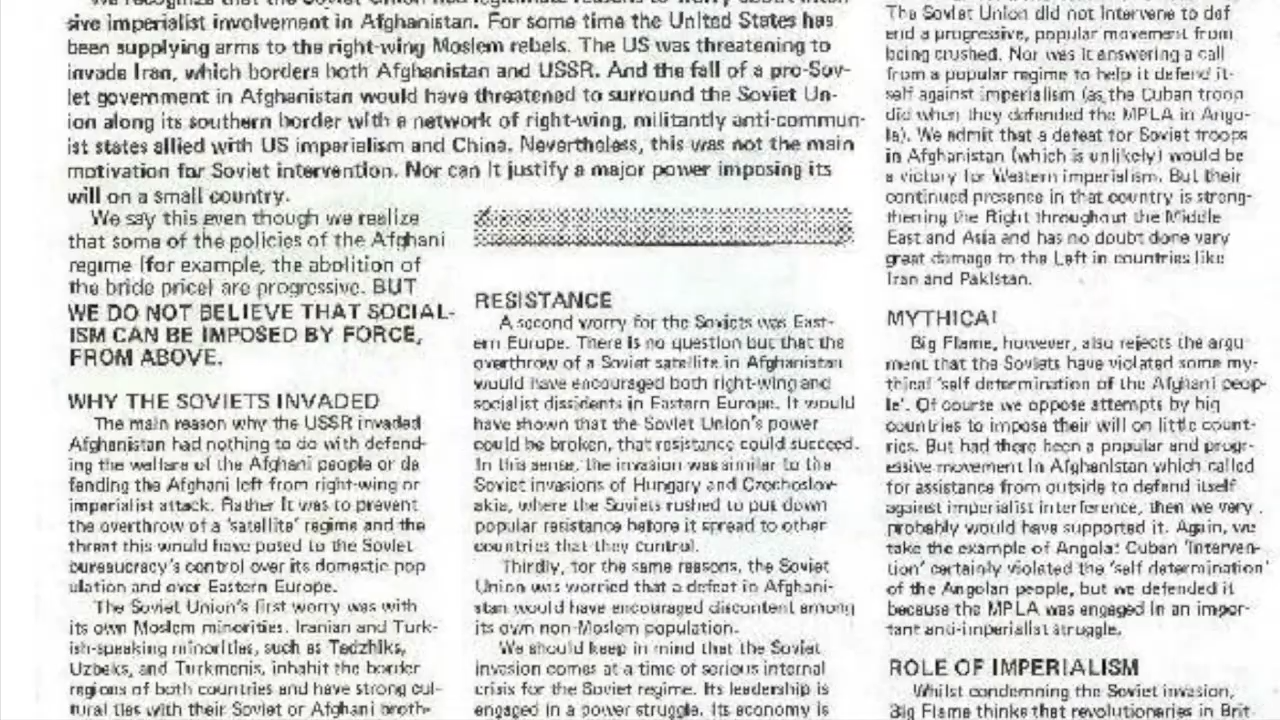 sive imperialist involvement in Afghanistan. For some time the United States has
been supplying arms to the right-wing Moslem rebels. The US was threatening to
invade Iran, which borders both Afghanistan and USSR. And the fall of a pro-Sov-
iet government in Afghanistan would have threatened to surround the Soviet Un-
ion along its southern border with a network of right-wing, militantly anti-commun-
ist states allied with US imperialism and China. Nevertheless, this was not the main
motivation for Soviet intervention. Nor can it justify a major power imposing its
will on a small country.
We say this even though we realize
that some of the policies of the Afghani
regime (for example, the abolition of
the bride price) are progressive. BUT
WE DO NOT BELIEVE THAT SOCIAL-
ISM CAN BE IMPOSED BY FORCE,
FROM ABOVE.
WHY THE SOVIETS INVADED
The main reason why the USSR invaded
Afghanistan had nothing to do with defend-
ing the welfare of the Afghani people or de
fending the Afghani left from right-wing or
imperialist attack. Rather it was to prevent
the overthrow of a 'satellite' regime and the
threat this would have posed to the Soviet
bureaucracy's control over its domestic pop
ulation and over Eastern Europe.
The Soviet Union's first worry was with
its own Moslem minorities. Iranian and Turk-
ish-speaking minorities, such as Tadzhiks,
Uzbeks, and Turkmenis, inhabit the border
regions of both countries and have strong cul-
tural ties with their Soviet or Afghani broth-
RESISTANCE
A second worry for the Soviets was East-
ern Europe. There is no question but that the
overthrow of a Soviet satellite in Afghanistan
would have encouraged both right-wing and
socialist dissidents in Eastern Europe. It would
have shown that the Soviet Union's power
could be broken, that resistance could succeed.
In this sense, the invasion was similar to the
Soviet invasions of Hungary and Czechoslov-
akia, where the Soviets rushed to put down
popular resistance before it spread to other
countries that they control.
Thirdly, for the same reasons, the Soviet
Union was worried that a defeat in Afghani-
stan would have encouraged discontent among
its own non-Moslem population.
We should keep in mind that the Soviet
invasion comes at a time of serious internal
crisis for the Soviet regime. Its leadership is
engaged in a power struggle. Its economy is
The Soviet Union did not intervene to def
end a progressive, popular movement from
being crushed. Nor was it answering a call
from a popular regime to help it defend it-
self against imperialism (as the Cuban troop
did when they defended the MPLA in Ango-
la). We admit that a defeat for Soviet troops
in Afghanistan (which is unlikely) would be
a victory for Western imperialism. But their
continued presence in that country is streng-
thening the Right throughout the Middle
East and Asia and has no doubt done very
great damage to the Left in countries like
Iran and Pakistan.
MYTHICAL
Big Flame, however, also rejects the argu
ment that the Soviets have violated some my-
thical 'self determination of the Afghani peop-
le'. Of course we oppose attempts by big
countries to impose their will on little count-
ries. But had there been a popular and progr-
essive movement in Afghanistan which called
for assistance from outside to defend itself
against imperialist interference, then we very
probably would have supported it. Again, we
take the example of Angola: Cuban 'interven-
tion' certainly violated the 'self determination'
of the Angolan people, but we defended it
because the MPLA was engaged in an impor-
tant anti-imperialist struggle.
ROLE OF IMPERIALISM
Whilst condemning the Soviet invasion,
Big Flame thinks that revolutionaries in Brit-